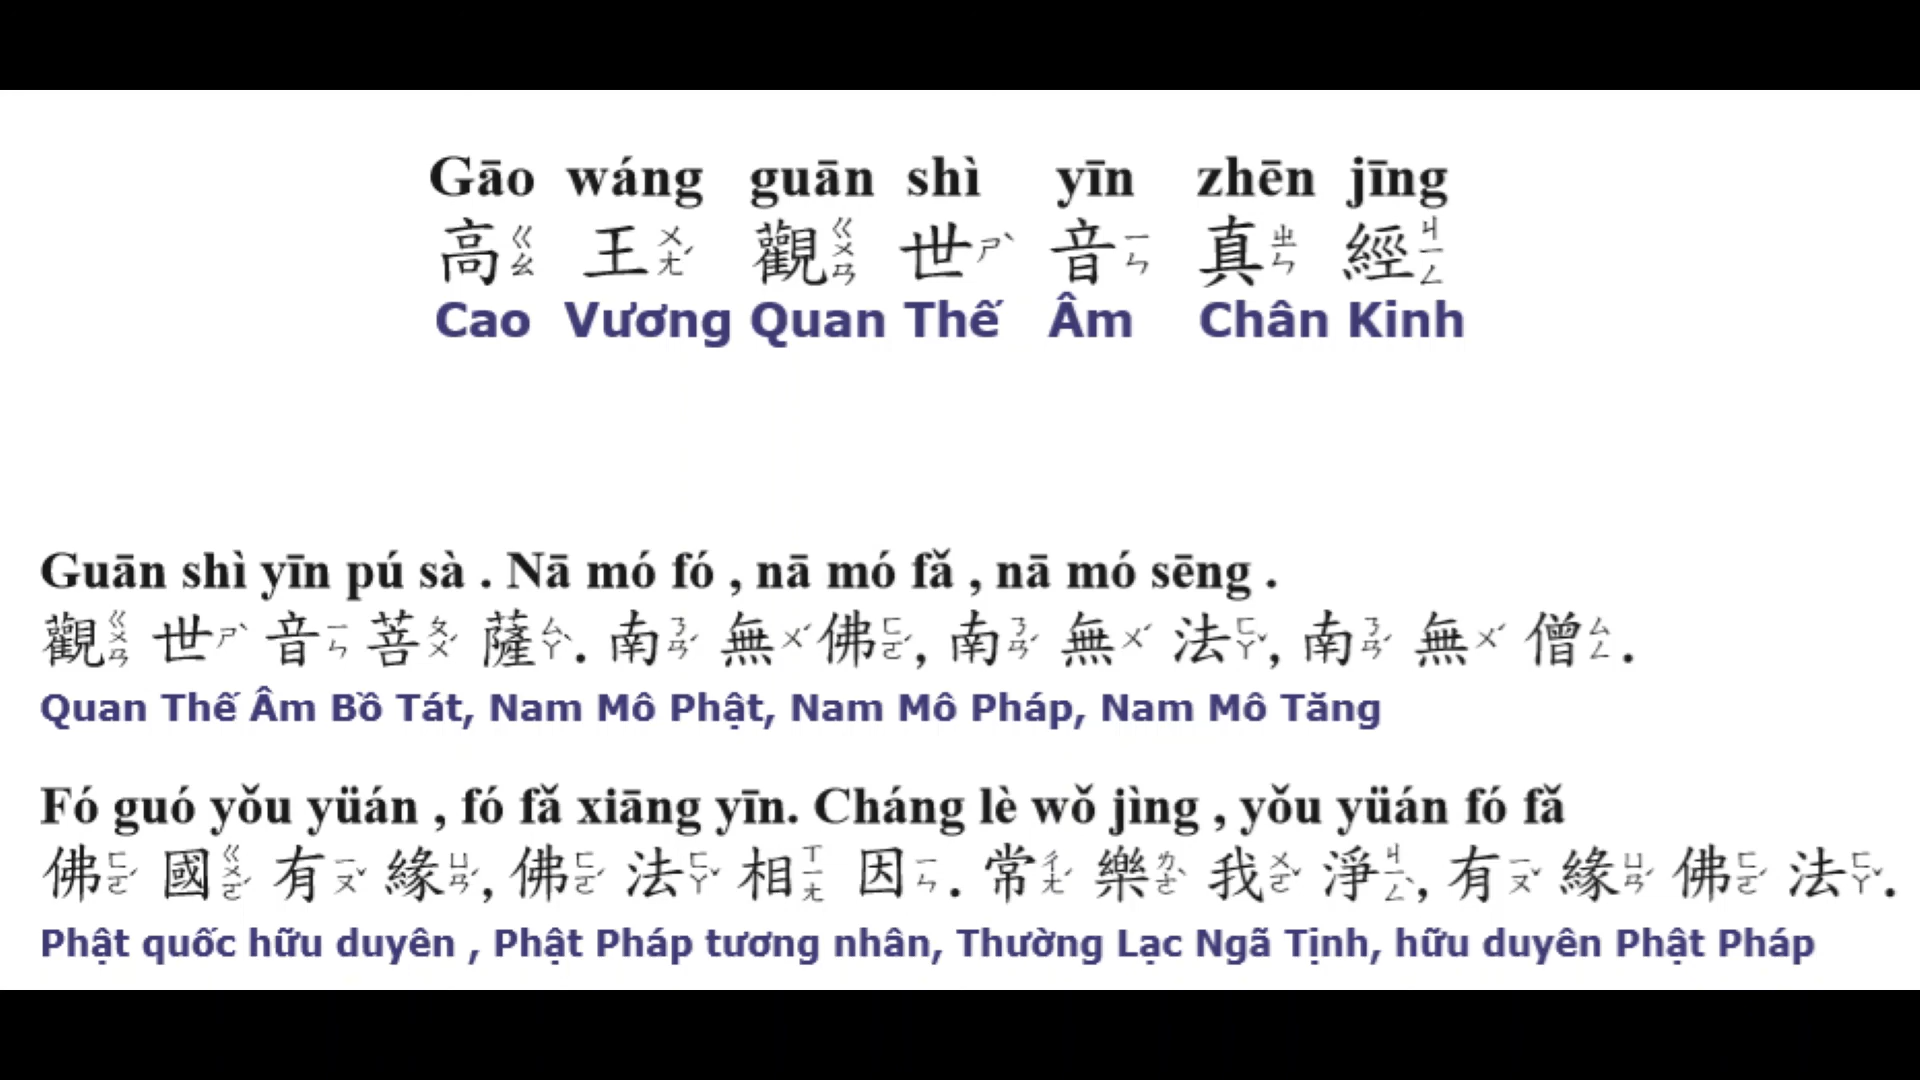 Gāo wáng guān shì yīn zhēn jīng
高ㄍㄠ 王ㄨㄤˊ 觀ㄍㄨㄢ 世ㄕˋ 音ㄧㄣ 真ㄓㄣ 經ㄐㄧㄥ
Cao Vương Quan Thế Âm Chân Kinh
Guān shì yīn pú sà . Nā mó fó , nā mó fǎ , nā mó sēng .
觀ㄍㄨㄢ 世ㄕˋ 音ㄧㄣ 菩ㄆㄨˊ 薩ㄙㄚˋ. 南ㄋㄢˊ 無ㄨˊ 佛ㄈㄛˊ, 南ㄋㄢˊ 無ㄨˊ 法ㄈㄚˇ, 南ㄋㄢˊ 無ㄨˊ 僧ㄙㄥ.
Quan Thế Âm Bồ Tát, Nam Mô Phật, Nam Mô Pháp, Nam Mô Tăng
Fó guó yǒu yüán , fó fǎ xiāng yīn. Cháng lè wǒ jìng , yǒu yüán fó fǎ
佛ㄈㄛˊ 國ㄍㄨㄛˊ 有ㄧㄡˇ 緣ㄩㄢˊ, 佛ㄈㄛˊ 法ㄈㄚˇ 相ㄒㄧㄤ 因ㄧㄣ. 常ㄔㄤˊ 樂ㄌㄜˋ 我ㄨㄛˇ 淨ㄐㄧㄥˋ, 有ㄧㄡˇ 緣ㄩㄢˊ 佛ㄈㄛˊ 法ㄈㄚˇ.
Phật quốc hữu duyên , Phật Pháp tương nhân, Thường Lạc Ngã Tịnh, hữu duyên Phật Pháp